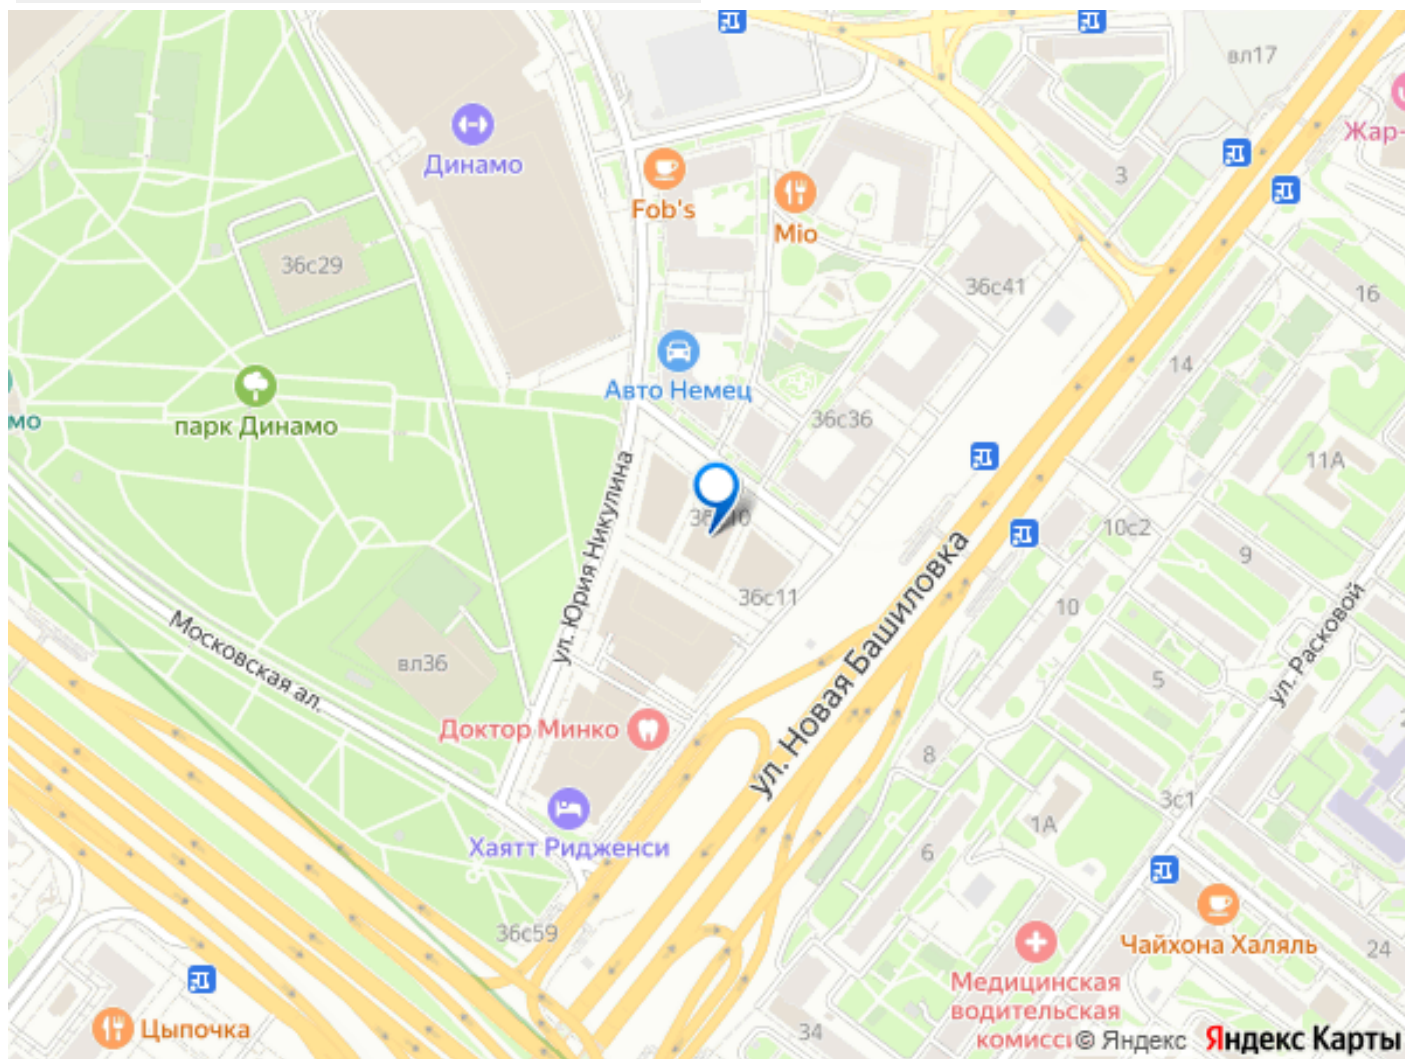 вл17
Жар-
Динамо
3
Fob's
Mio
36с29
36с41
16
14
Авто Немец
мо
парк Динамо
36с36
11А
ул. Юрия Никулина
10с2
9
36с11
10
ул. Новая Башиловка
ул. Расковой
Московская ал.
вл36
5
Доктор Минко
8
3с1
1А
Хаятт Ридженси
6
36с59
Чайхона Халяль
24
Медицинская
водительская
комисси
Цыпочка
34
© Яндекс Яндекс Карты